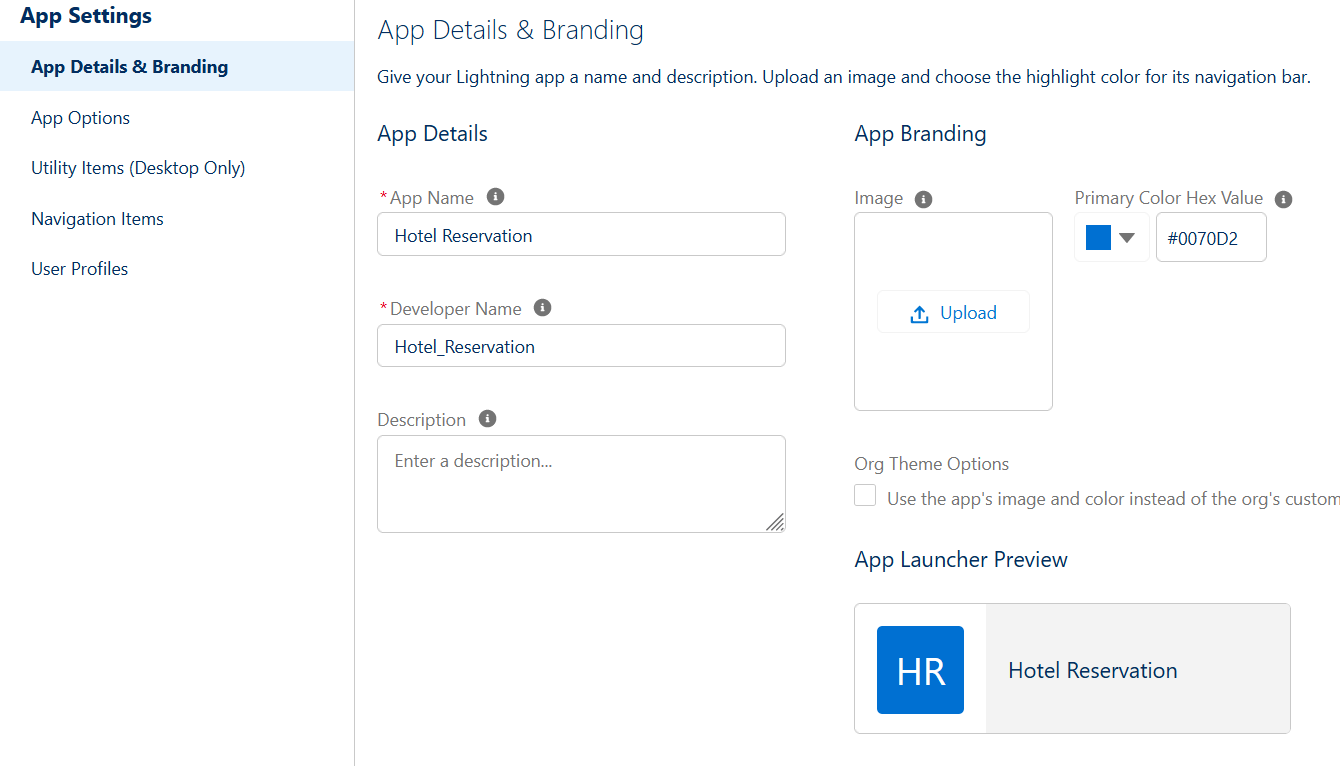 App Settings
App Details & Branding
App Options
Utility Items (Desktop Only)
Navigation Items
User Profiles
App Details & Branding
Give your Lightning app a name and description. Upload an image and choose the highlight color for its navigation bar.
App Details
*App Name
Hotel Reservation
*Developer Name
Hotel_Reservation
Description
Enter a description...
App Branding
Image
Upload
Primary Color Hex Value
#0070D2
Org Theme Options
Use the app's image and color instead of the org's custom
App Launcher Preview
HR
Hotel Reservation